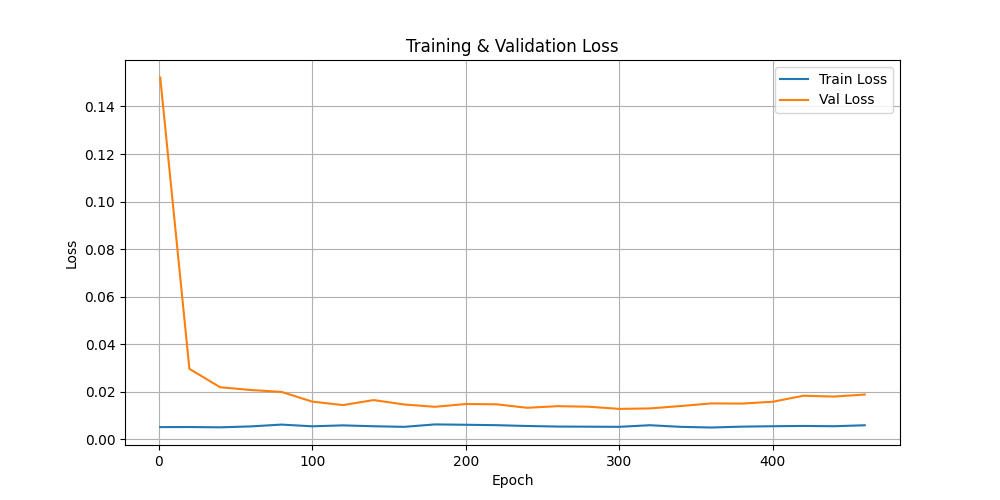 Training & Validation Loss
Train Loss
Val Loss
0.14
0.12
0.10
0.08
0.06
0.04
0.02
0.00
Loss
0 100 200 300 400
Epoch